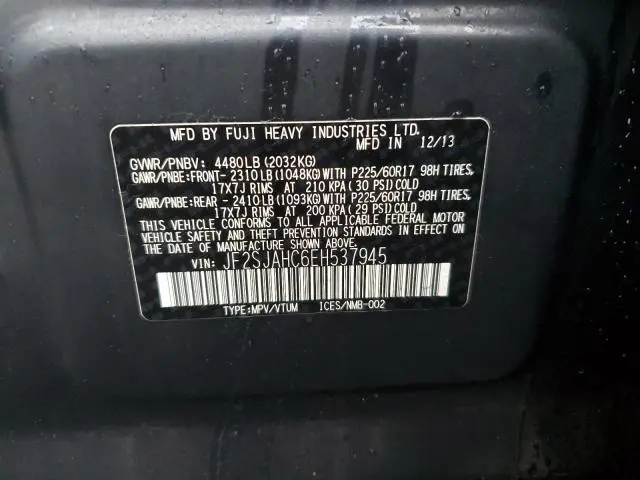 MFD BY FUJI HEAVY INDUSTRIES LTD.
MFD IN 12/13
GVWR/PNBV: 4480LB (2032KG)
GAWR/PNBE:FRONT- 2310LB (1048KG)WITH P225/60R17 98H TIRES,
17X7J RIMS AT 210 KPA (30 PSI)COLD
GAWR/PNBE:REAR - 2410LB (1093KG)WITH P225/60R17 98H TIRES,
17X7J RIMS AT 200 KPA (29 PSI)COLD
THIS VEHICLE CONFORMS TO ALL APPLICABLE FEDERAL MOTOR
VEHICLE SAFETY STANDARDS IN EFFECT ON THE
DATE OF MANUFACTURE SHOWN ABOVE.
VIN: JF2SJAHC6EH537945
TYPE:MPV/VTUM ICES/NMB-002